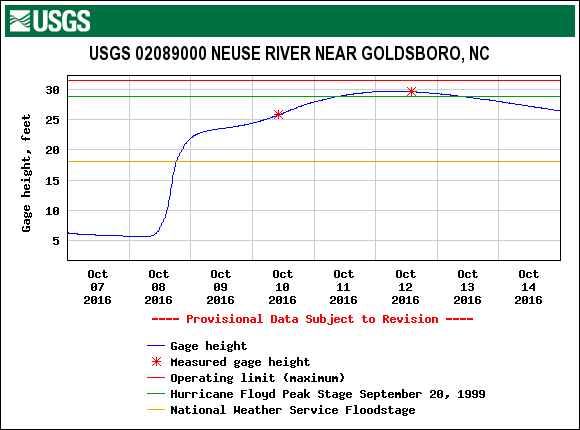 USGS
USGS 02089000 NEUSE RIVER NEAR GOLDSBORO, NC
Gage height, feet
30
25
20
15
10
5
Oct Oct Oct Oct Oct Oct Oct Oct
07 08 09 10 11 12 13 14
2016 2016 2016 2016 2016 2016 2016 2016
---- Provisional Data Subject to Revision ----
Gage height
Measured gage height
Operating limit (maximum)
Hurricane Floyd Peak Stage September 20, 1999
National Weather Service Floodstage